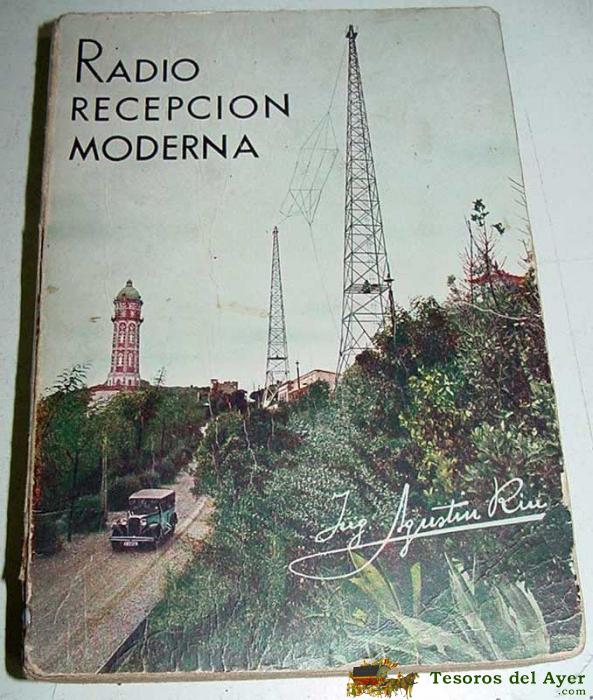 RADIO
RECEPCION
MODERNA
Ing Agustin Riu
Tesoros del Ayer
.com